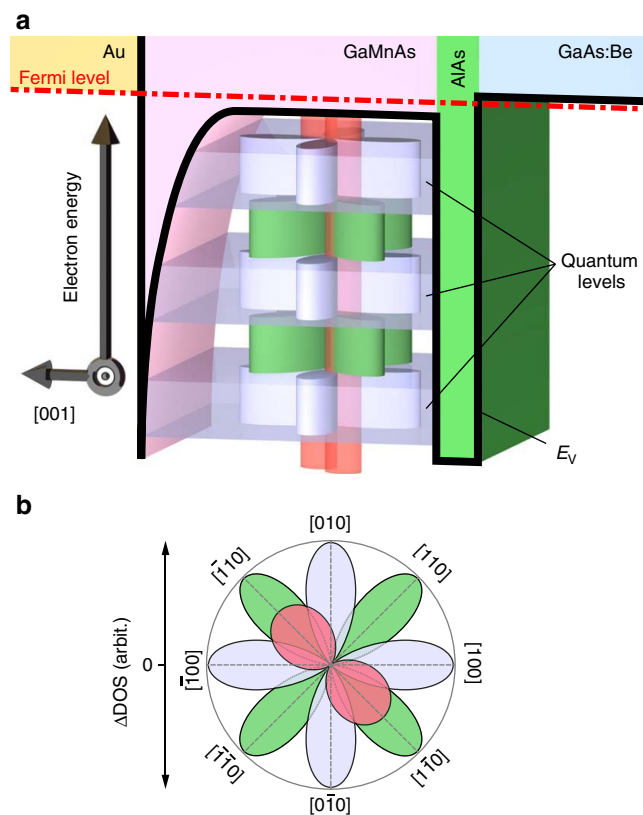 a
Au
GaMnAs
AlAs
GaAs:Be
Fermi level
Electron energy
Quantum
levels
[001]
E_V
b
[010]
[1̄10]
[110]
ΔDOS (arbit.)
0
[1̄00]
[100]
[1̄1̄0]
[11̄0]
[01̄0]